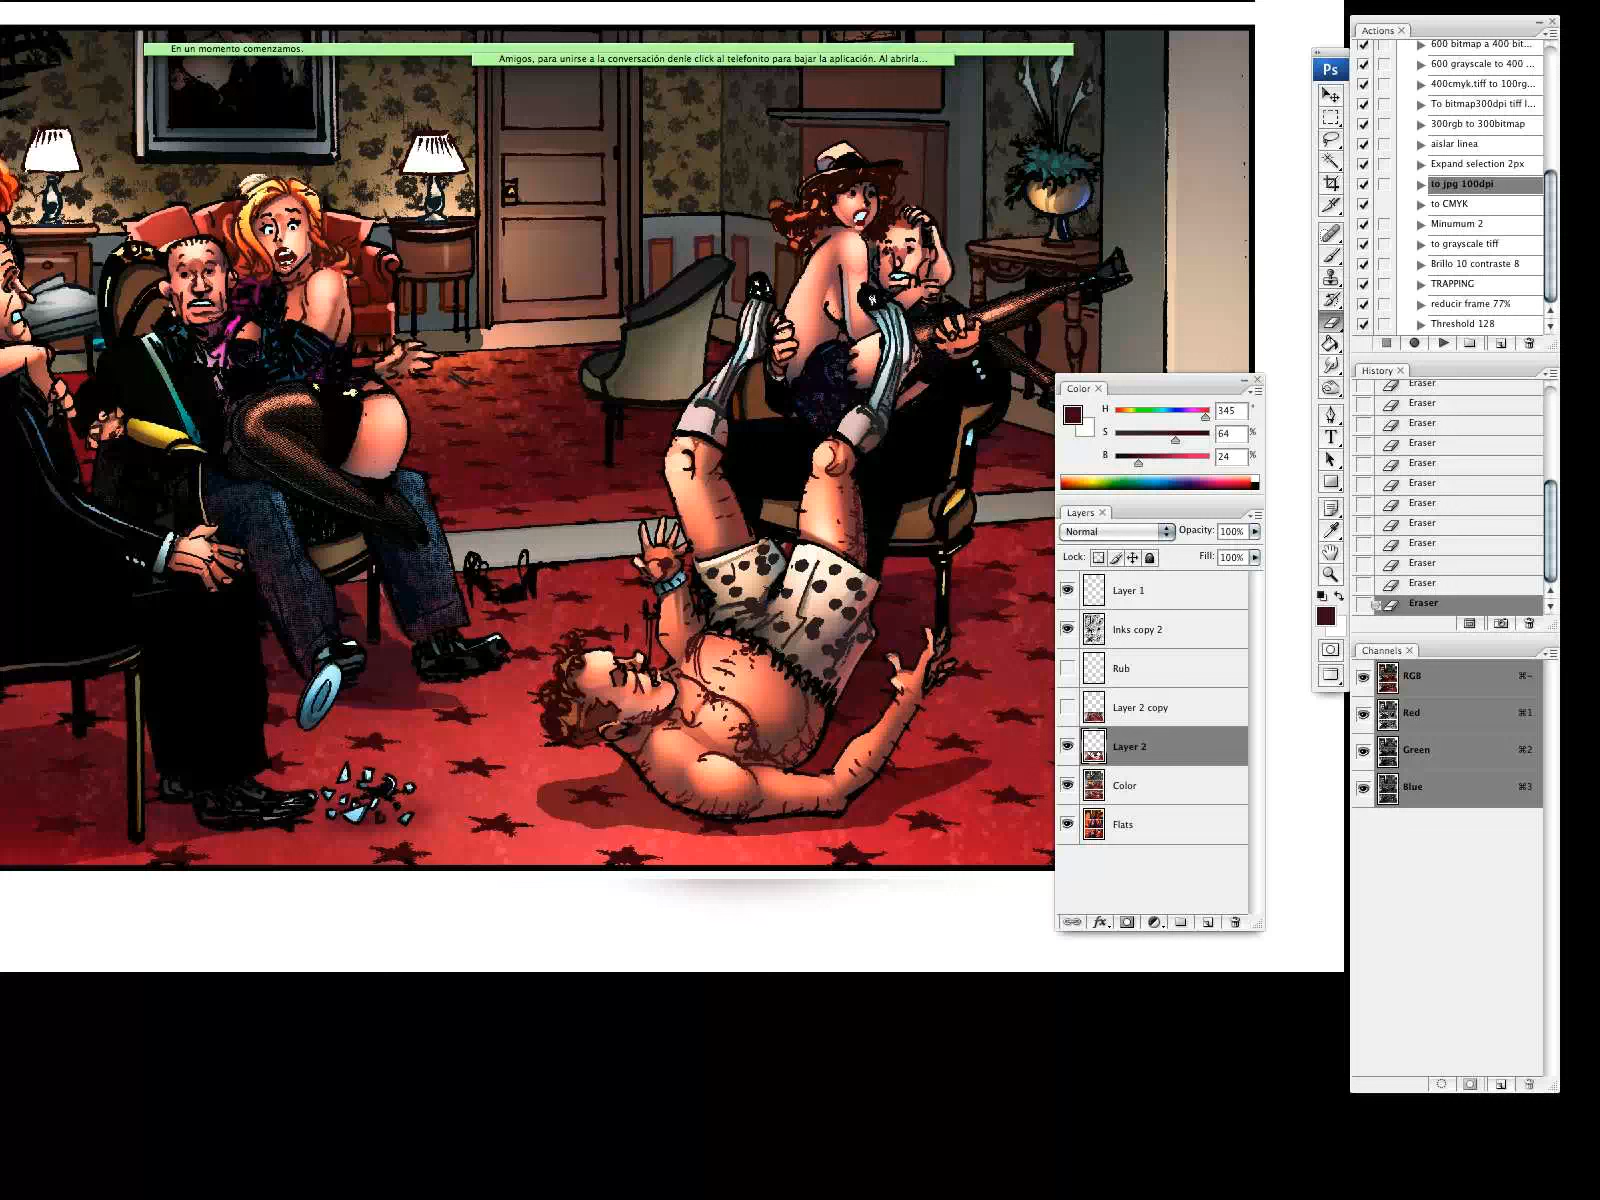 En un momento comenzamos.
Amigos, para unirse a la conversación denle click al telefonito para bajar la aplicación. Al abrirla...
Actions
600 bitmap a 400 bit...
600 grayscale to 400 ...
400cmyk.tiff to 100rg...
To bitmap300dpi tiff l...
300rgb to 300bitmap
aislar linea
Expand selection 2px
to jpg 100dpi
to CMYK
Minumum 2
to grayscale tiff
Brillo 10 contraste 8
TRAPPING
reducir frame 77%
Threshold 128
Ps
History
Eraser
Eraser
Eraser
Eraser
Eraser
Eraser
Eraser
Eraser
Eraser
Eraser
Eraser
Eraser
Color
H 345 °
S 64 %
B 24 %
Layers
Normal Opacity: 100%
Lock: Fill: 100%
Layer 1
Inks copy 2
Rub
Layer 2 copy
Layer 2
Color
Flats
Channels
RGB ⌘~
Red ⌘1
Green ⌘2
Blue ⌘3